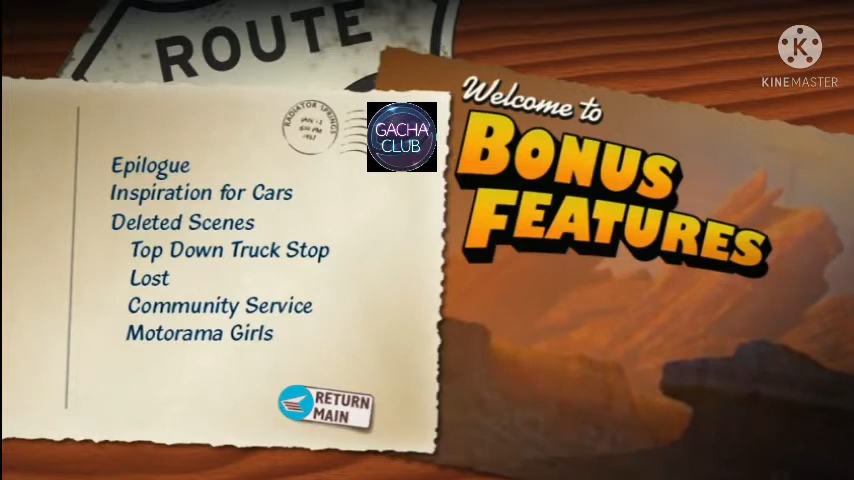 ROUTE
KINEMASTER
Welcome to
BONUS
FEATURES
RADIATOR SPRINGS
GACHA
CLUB
Epilogue
Inspiration for Cars
Deleted Scenes
Top Down Truck Stop
Lost
Community Service
Motorama Girls
RETURN
MAIN